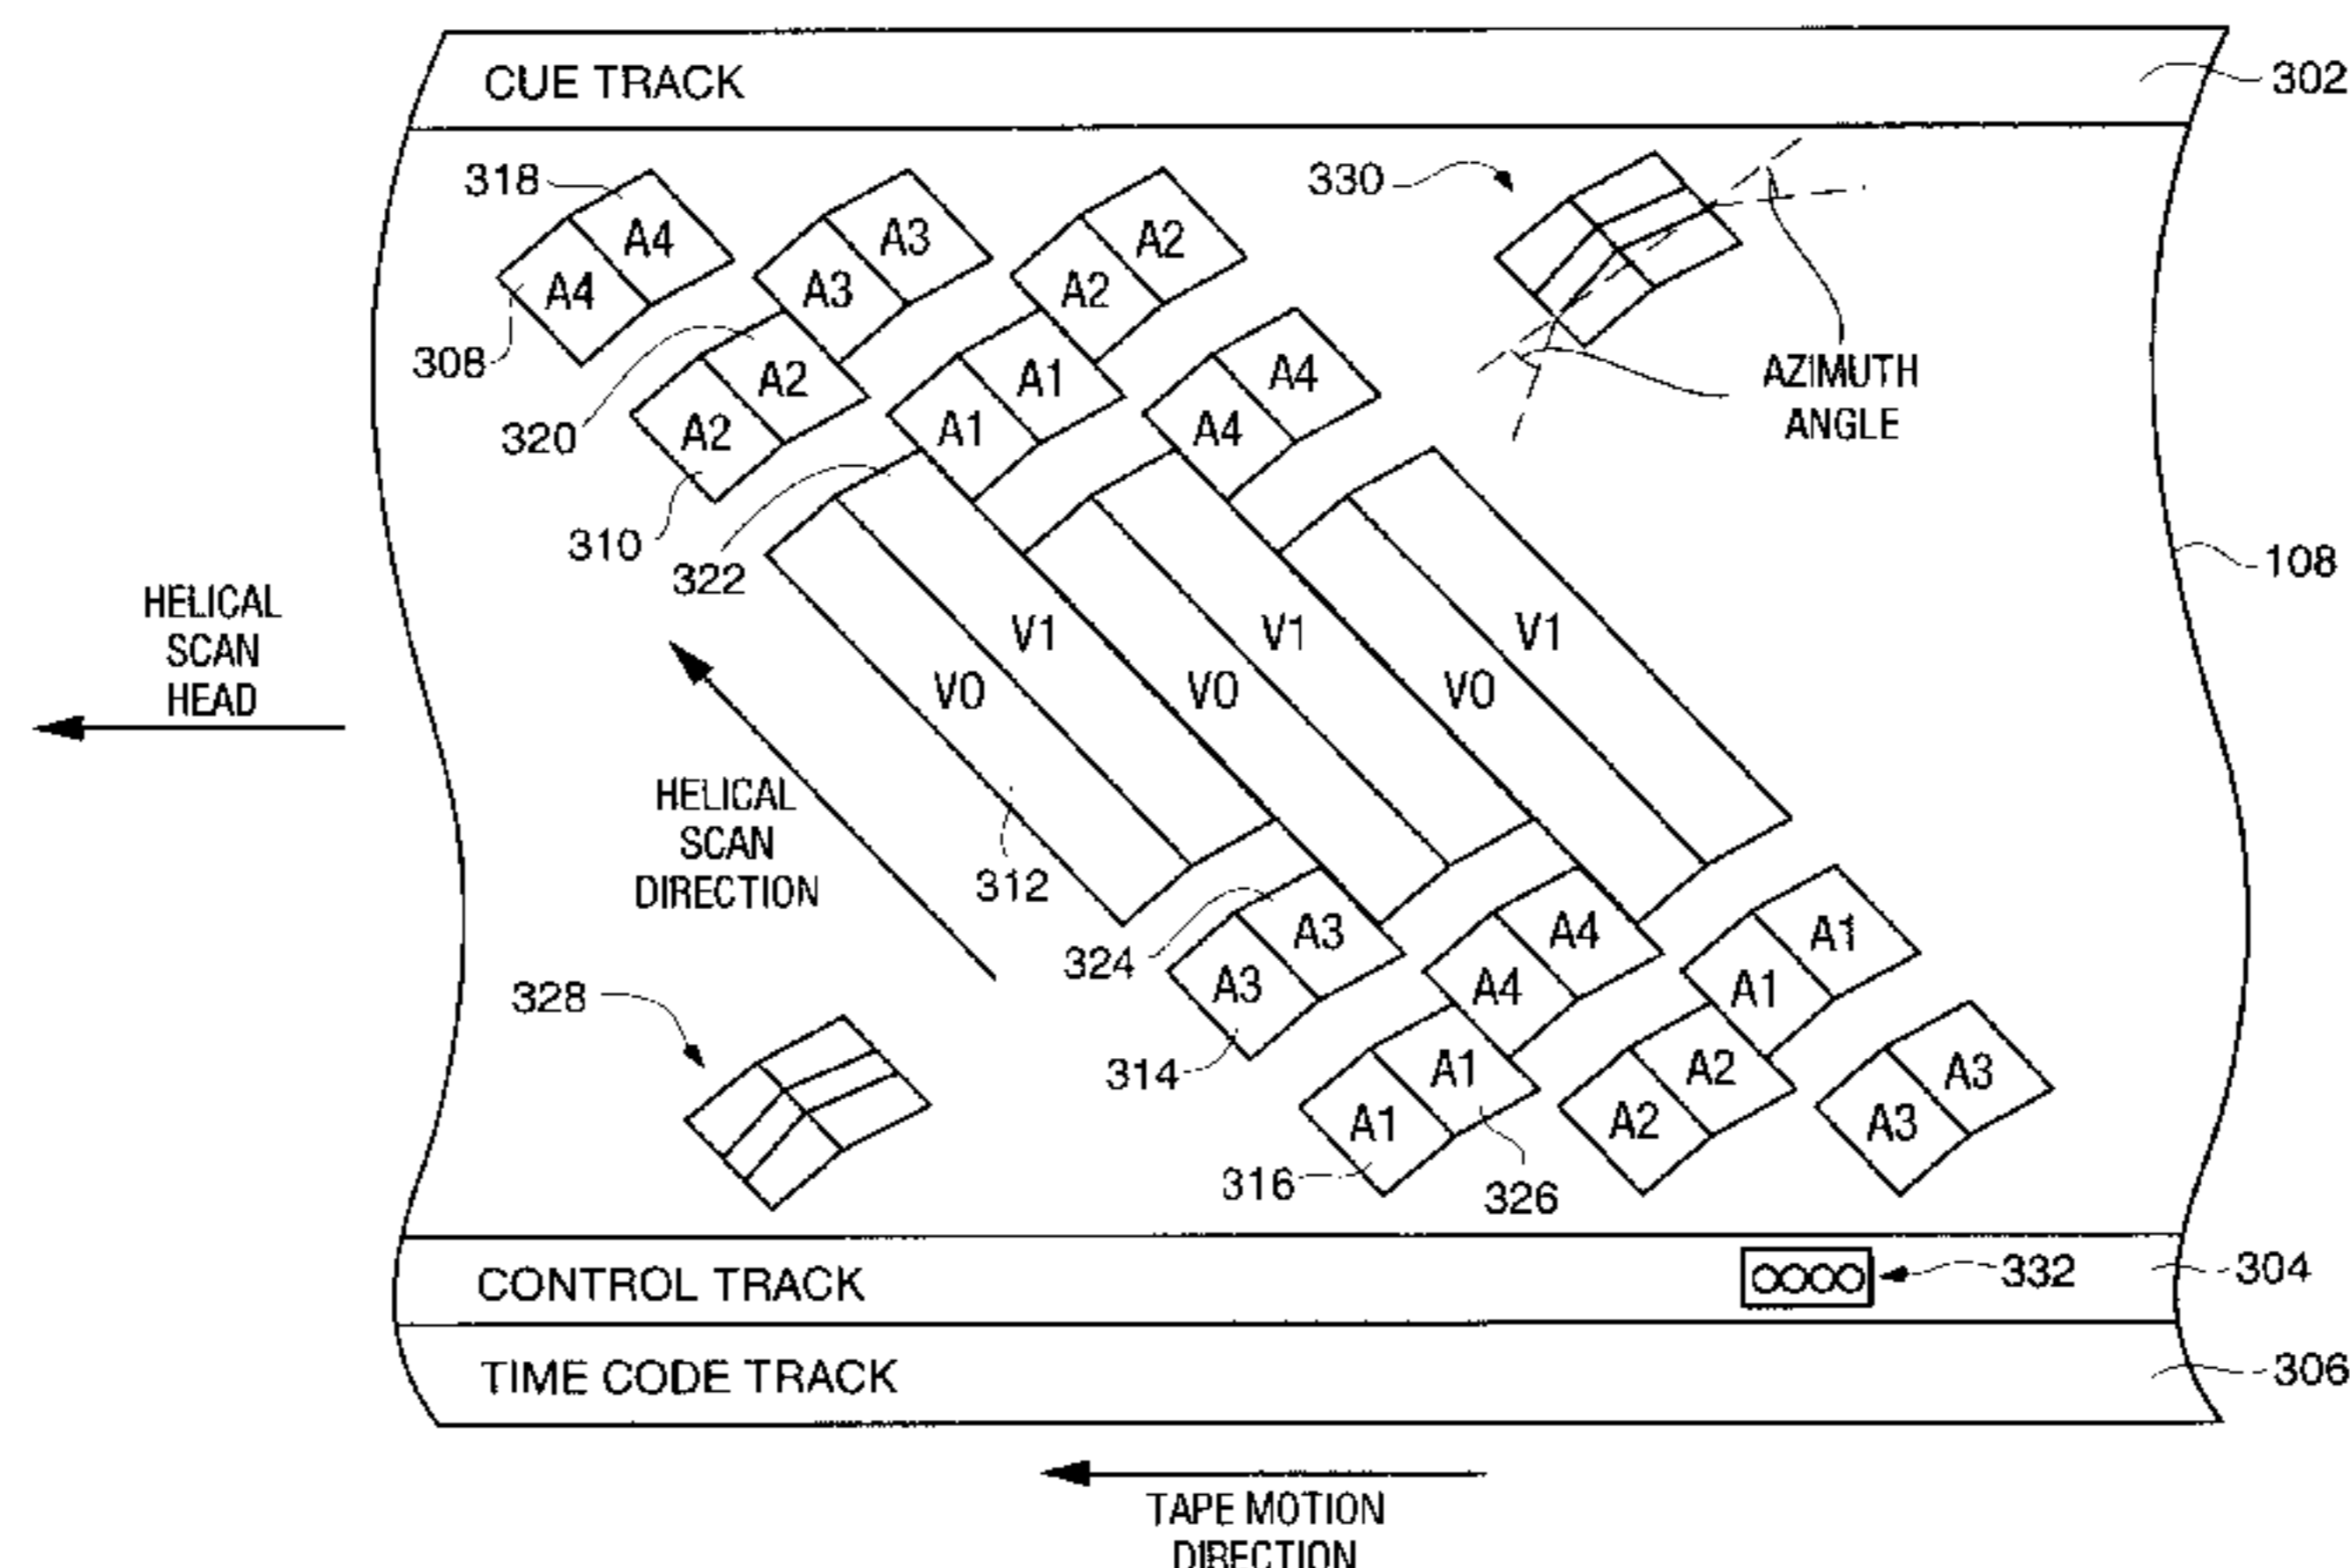 CUE TRACK
302
318
A4
A4
308
A3
A3
A2
A2
330
320
A2
A2
A1
A1
A4
A4
AZIMUTH
ANGLE
310
322
108
HELICAL
SCAN
HEAD
V1
V0
V1
V0
V1
V0
HELICAL
SCAN
DIRECTION
312
324
A3
A3
A4
A4
A1
A1
328
314
A1
A1
A2
A2
A3
A3
316
326
CONTROL TRACK
332
304
TIME CODE TRACK
306
TAPE MOTION
DIRECTION